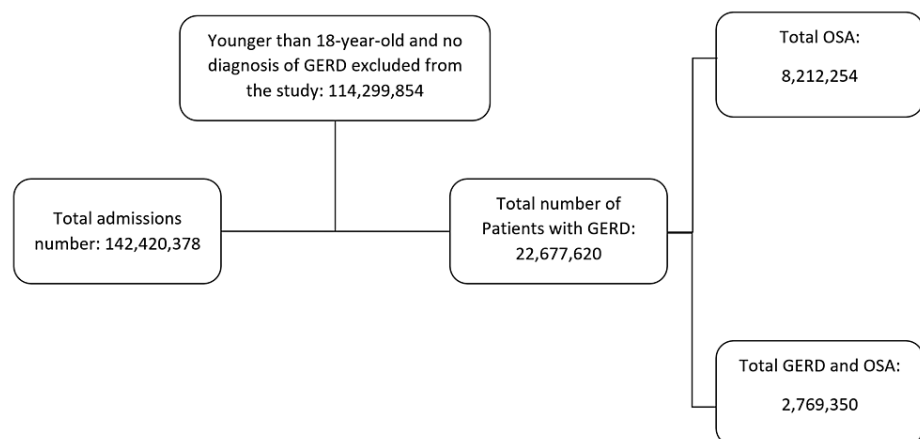 Younger than 18-year-old and no
diagnosis of GERD excluded from
the study: 114,299,854
Total admissions
number: 142,420,378
Total number of
Patients with GERD:
22,677,620
Total OSA:
8,212,254
Total GERD and OSA:
2,769,350